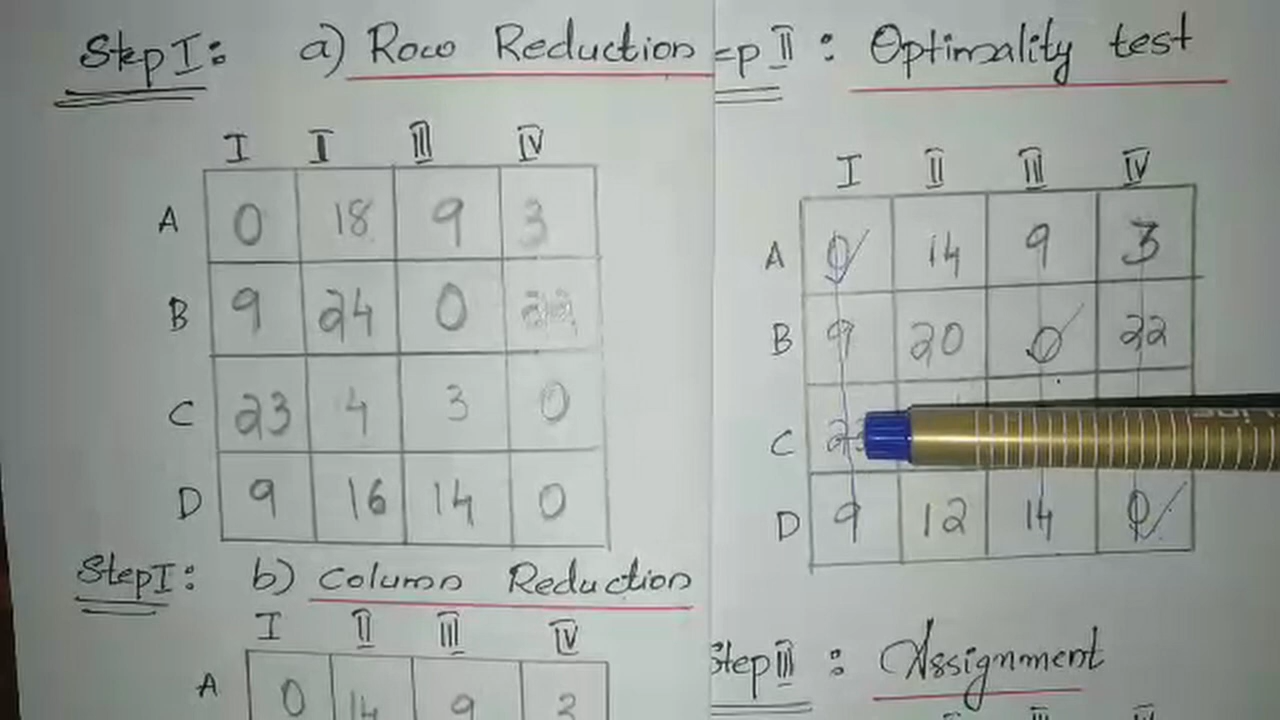 Step I: a) Row Reduction
I I III IV
A 0 18 9 3
B 9 24 0 22
C 23 4 3 0
D 9 16 14 0
Step I: b) Column Reduction
I II III IV
A 0 14 9 3
ep II : Optimality test
I II III IV
A 0 14 9 3
B 9 20 0 22
C
D 9 12 14 0
Step III : Assignment